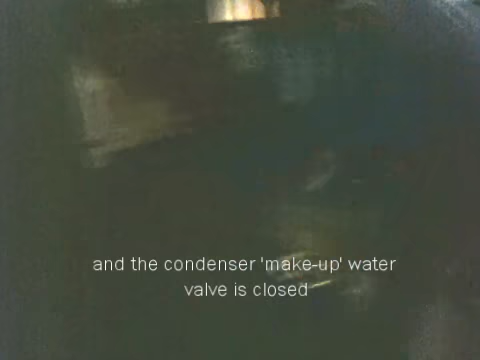 and the condenser 'make-up' water
valve is closed